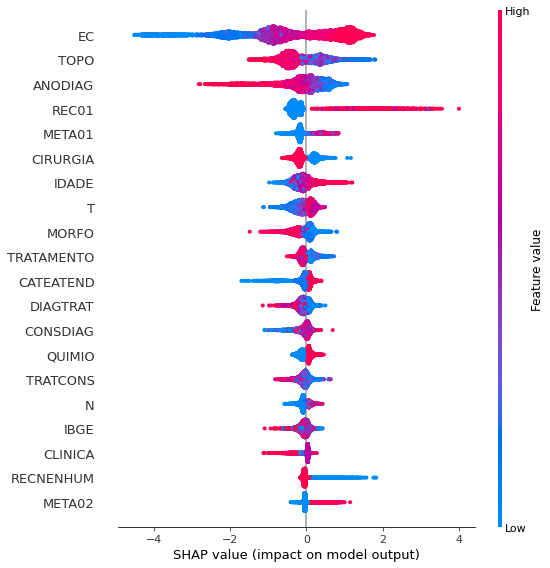 High
EC
TOPO
ANODIAG
REC01
META01
CIRURGIA
IDADE
T
MORFO
TRATAMENTO
CATEATEND
DIAGTRAT
CONSDIAG
QUIMIO
TRATCONS
N
IBGE
CLINICA
RECNENHUM
META02
Feature value
Low
−4 −2 0 2 4
SHAP value (impact on model output)